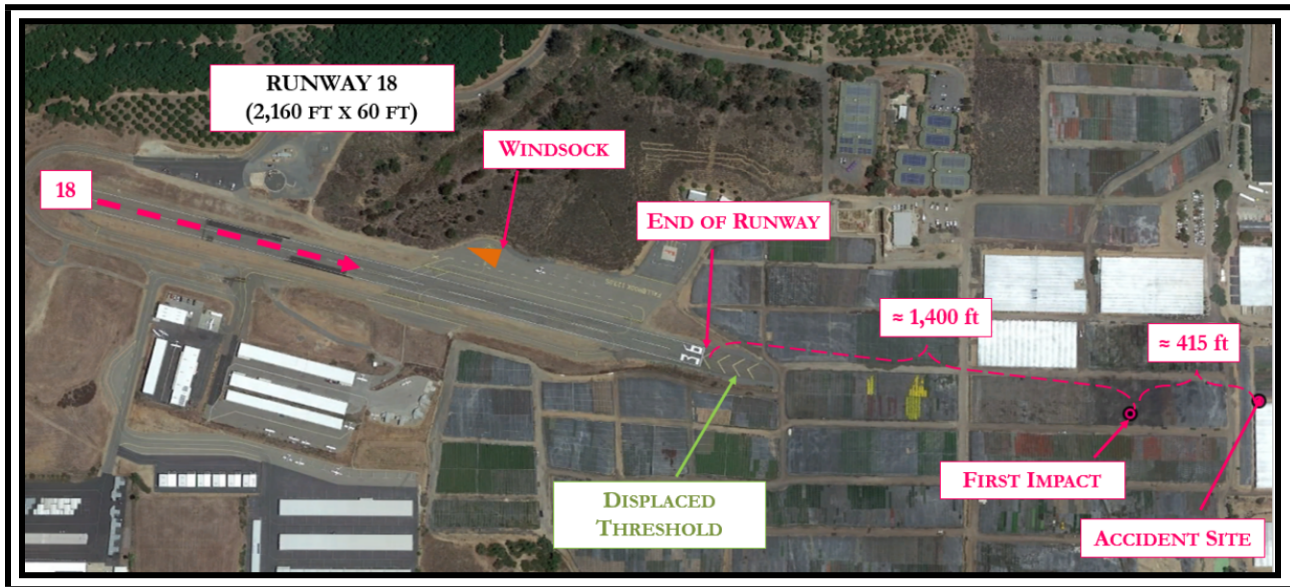 RUNWAY 18
(2,160 FT X 60 FT)
WINDSOCK
18
END OF RUNWAY
≈ 1,400 ft
≈ 415 ft
36
FIRST IMPACT
DISPLACED
THRESHOLD
ACCIDENT SITE